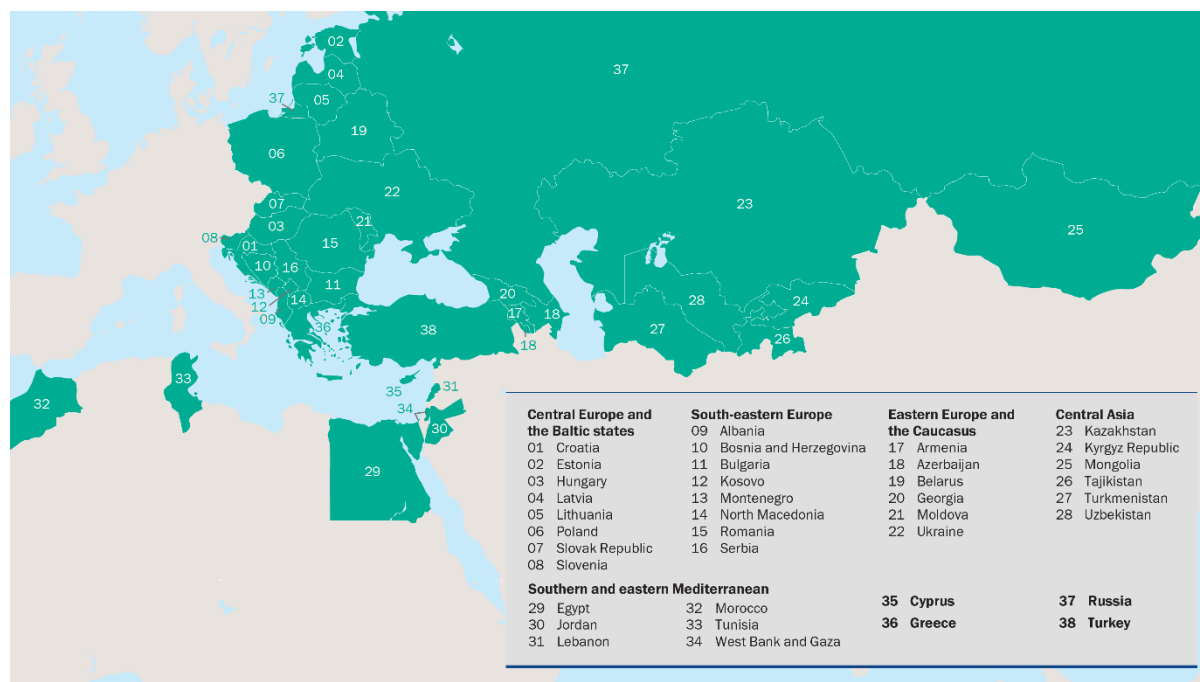 02
37
04
37
05
19
06
22
07
23
21
03
25
08
01
15
10
16
11
13
14
20
28
24
12
17
18
09
36
38
27
26
18
33
35
31
32
34
30
29
Central Europe and
the Baltic states
01 Croatia
02 Estonia
03 Hungary
04 Latvia
05 Lithuania
06 Poland
07 Slovak Republic
08 Slovenia
South-eastern Europe
09 Albania
10 Bosnia and Herzegovina
11 Bulgaria
12 Kosovo
13 Montenegro
14 North Macedonia
15 Romania
16 Serbia
Eastern Europe and
the Caucasus
17 Armenia
18 Azerbaijan
19 Belarus
20 Georgia
21 Moldova
22 Ukraine
Central Asia
23 Kazakhstan
24 Kyrgyz Republic
25 Mongolia
26 Tajikistan
27 Turkmenistan
28 Uzbekistan
Southern and eastern Mediterranean
29 Egypt
30 Jordan
31 Lebanon
32 Morocco
33 Tunisia
34 West Bank and Gaza
35 Cyprus
36 Greece
37 Russia
38 Turkey